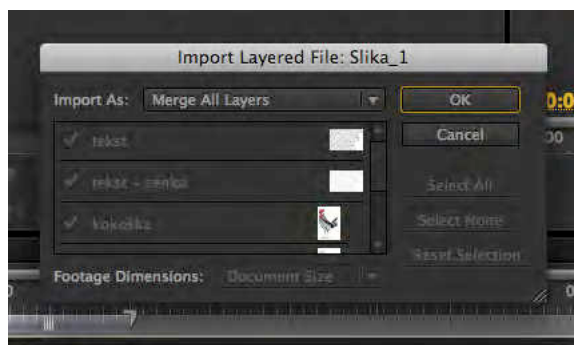 Import Layered File: Slika_1
Import As: Merge All Layers
OK
Cancel
tekst
tekst - senka
Select All
kokoška
Select None
Reset Selection
Footage Dimensions: Document Size